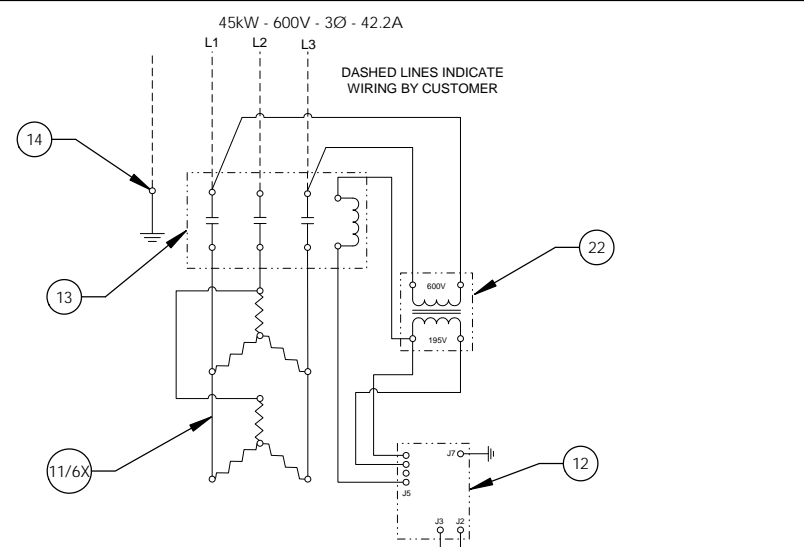 45kW - 600V - 3Ø - 42.2A
L1 L2 L3
DASHED LINES INDICATE
WIRING BY CUSTOMER
14
13
22
600V
195V
11/6X
J7
12
J5
J3 J2